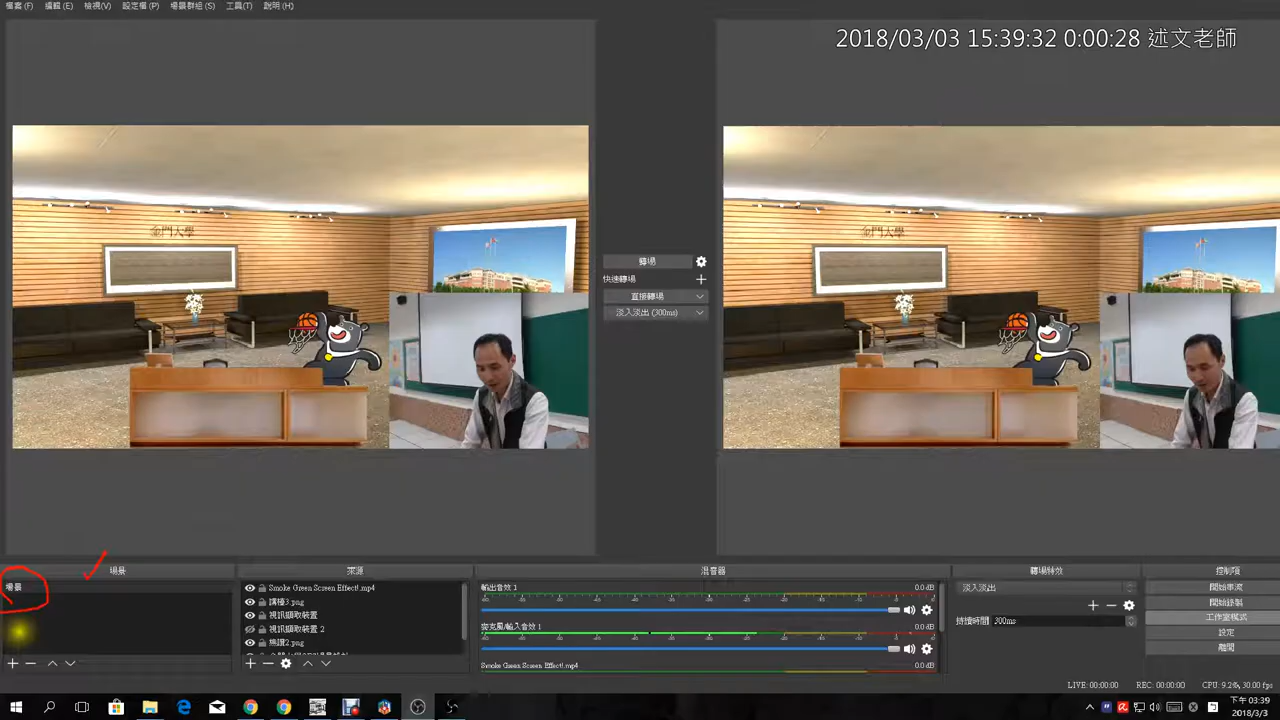 檔案(F) 編輯(E) 檢視(V) 設定檔(P) 場景群組(S) 工具(T) 說明(H)
2018/03/03 15:39:32 0:00:28 述文老師
金門大學
金門大學
轉場
快速轉場
直接轉場
淡入淡出 (300ms)
場景
來源
混音器
轉場特效
控制項
場景
Smoke Green Screen Effect!.mp4
講桌3.png
視訊擷取裝置
視訊擷取裝置 2
熊讚2.png
輸出音效 1
0.0 dB
麥克風/輸入音效 1
0.0 dB
Smoke Green Screen Effect!.mp4
0.0 dB
淡入淡出
持續時間 300ms
開始串流
開始錄製
工作室模式
設定
離開
LIVE: 00:00:00 REC: 00:00:00 CPU: 9.2%, 30.00 fps
下午 03:39
2018/3/3